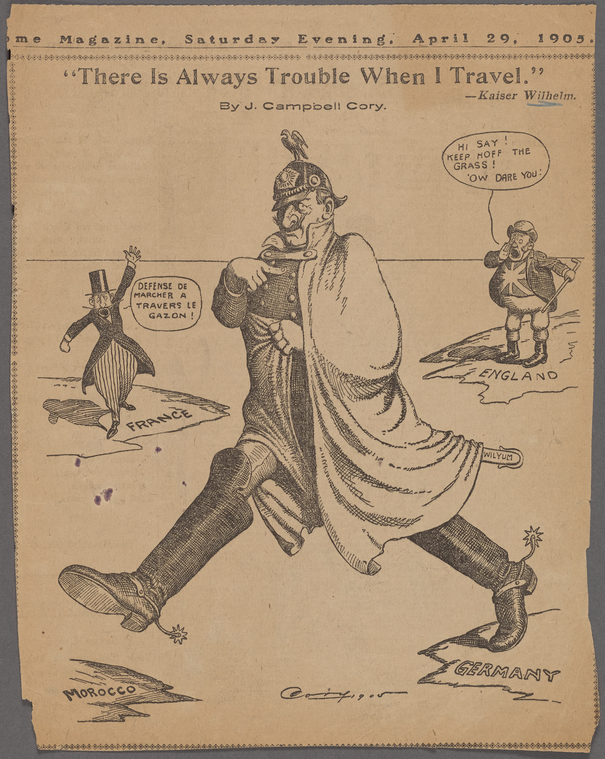 me Magazine, Saturday Evening, April 29, 1905.
“There Is Always Trouble When I Travel.”
—Kaiser Wilhelm.
By J. Campbell Cory.
HI SAY!
KEEP HOFF THE
GRASS!
'OW DARE YOU!
DEFENSE DE
MARCHER A
TRAVERS LE
GAZON!
ENGLAND
FRANCE
WILYUM
GERMANY
MOROCCO
Cory, 1905